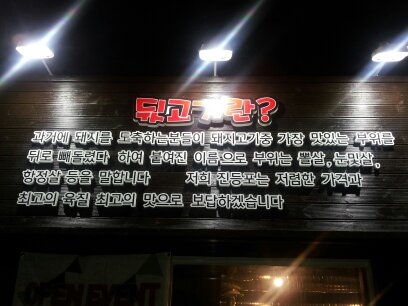 뒷고기란?
과거에 돼지를 도축하는분들이 돼지고기중 가장 맛있는 부위를
뒤로 빼돌렸다 하여 붙여진 이름으로 부위는 뽈살, 눈밑살,
항정살 등을 말합니다 저희 진등포는 저렴한 가격과
최고의 육질 최고의 맛으로 보답하겠습니다
OPEN EVENT